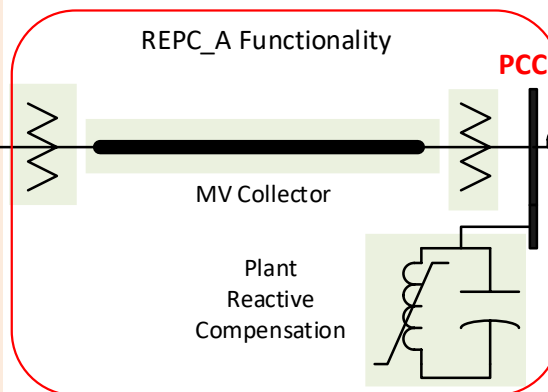 REPC_A Functionality
PCC
MV Collector
Plant
Reactive
Compensation